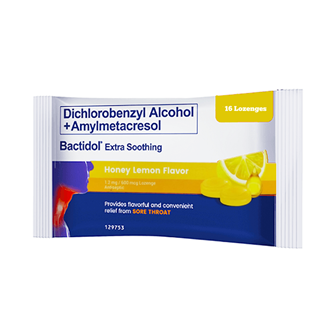 16 Lozenges
Dichlorobenzyl Alcohol
+Amylmetacresol
Bactidol® Extra Soothing
Honey Lemon Flavor
Provides flavorful and convenient
relief from SORE THROAT
129753